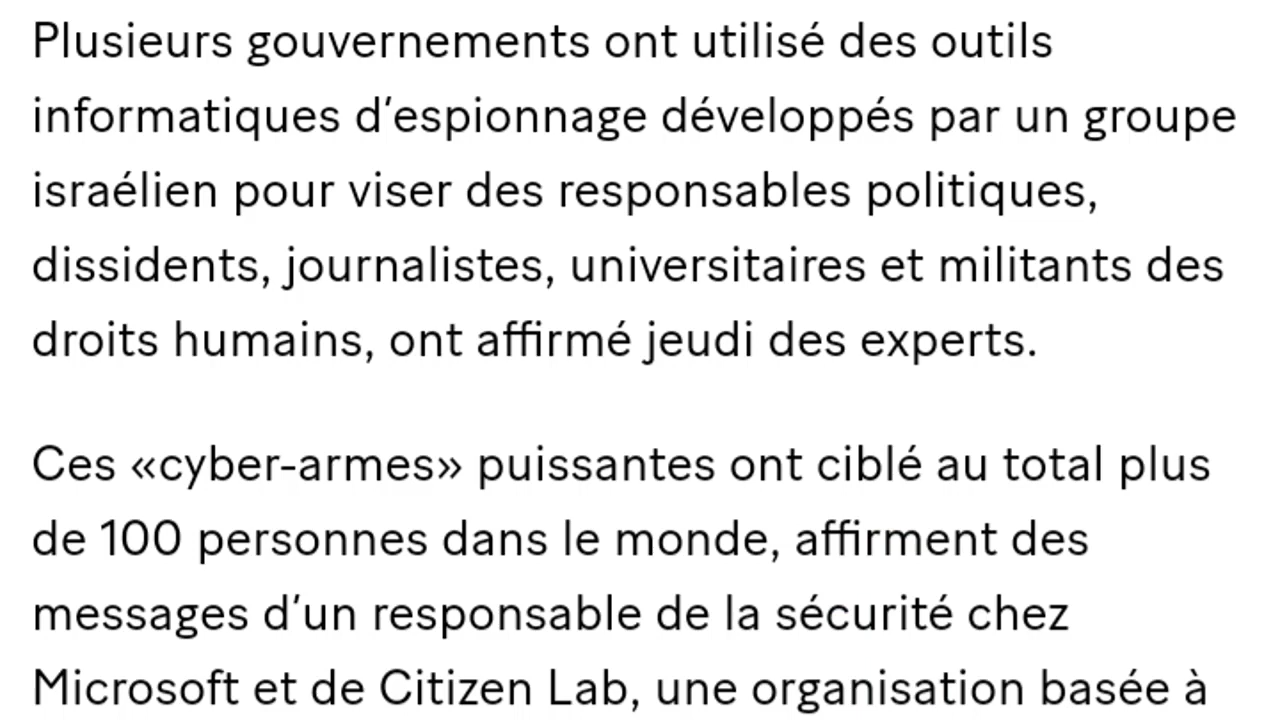 Plusieurs gouvernements ont utilisé des outils
informatiques d’espionnage développés par un groupe
israélien pour viser des responsables politiques,
dissidents, journalistes, universitaires et militants des
droits humains, ont affirmé jeudi des experts.
Ces «cyber-armes» puissantes ont ciblé au total plus
de 100 personnes dans le monde, affirment des
messages d’un responsable de la sécurité chez
Microsoft et de Citizen Lab, une organisation basée à